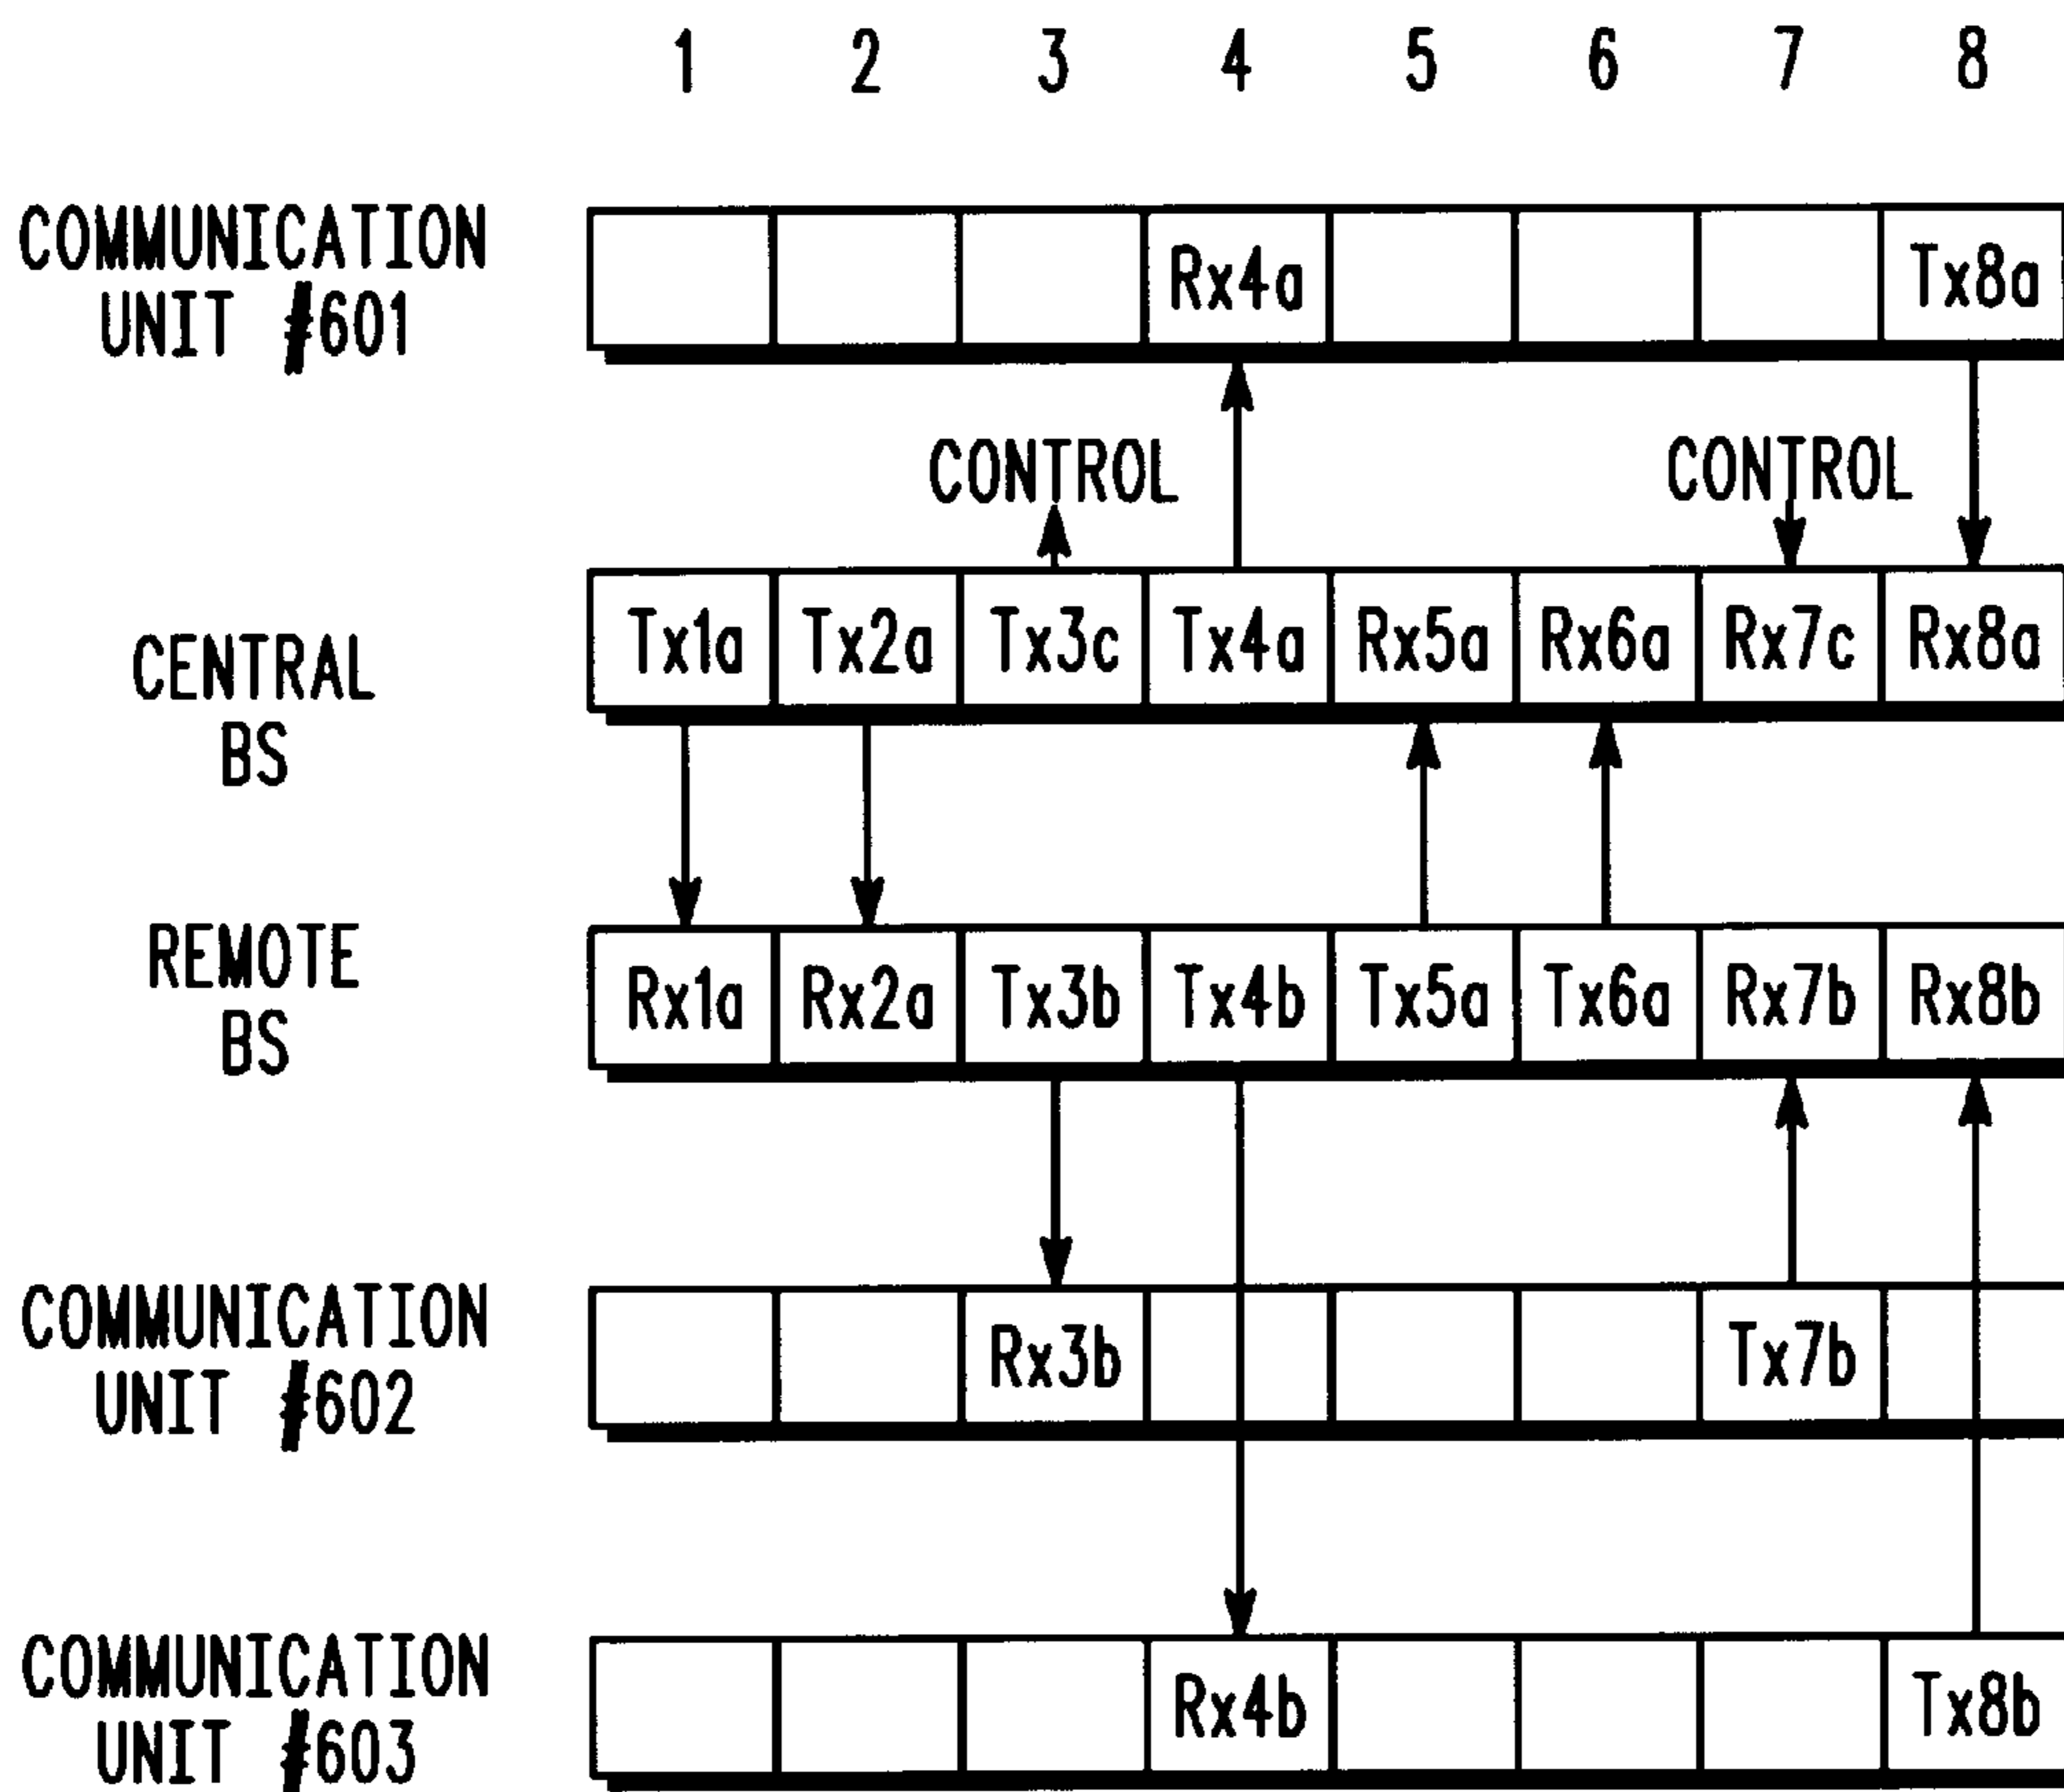 1 2 3 4 5 6 7 8
COMMUNICATION
UNIT #601
Rx4a Tx8a
CONTROL CONTROL
CENTRAL
BS
Tx1a Tx2a Tx3c Tx4a Rx5a Rx6a Rx7c Rx8a
REMOTE
BS
Rx1a Rx2a Tx3b Tx4b Tx5a Tx6a Rx7b Rx8b
COMMUNICATION
UNIT #602
Rx3b Tx7b
COMMUNICATION
UNIT #603
Rx4b Tx8b